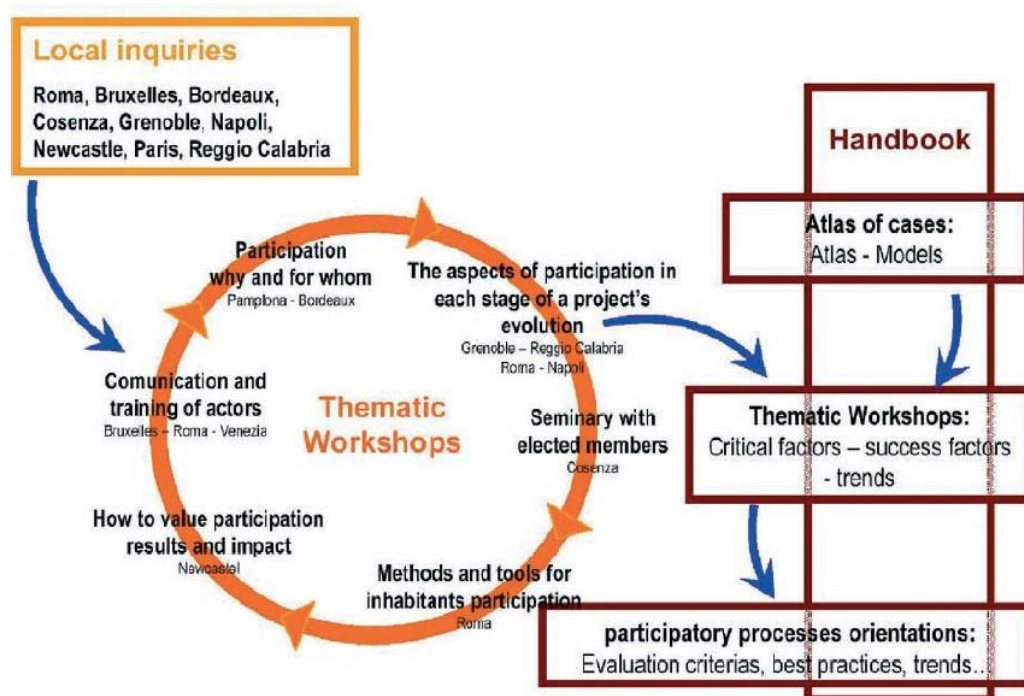 Local inquiries
Roma, Bruxelles, Bordeaux,
Cosenza, Grenoble, Napoli,
Newcastle, Paris, Reggio Calabria
Participation
why and for whom
Pamplona - Bordeaux
The aspects of participation in
each stage of a project's
evolution
Grenoble – Reggio Calabria
Roma - Napoli
Comunication and
training of actors
Bruxelles – Roma - Venezia
Thematic
Workshops
Seminary with
elected members
Cosenza
How to value participation
results and impact
Newcastel
Methods and tools for
inhabitants participation
Roma
Handbook
Atlas of cases:
Atlas - Models
Thematic Workshops:
Critical factors – success factors
- trends
participatory processes orientations:
Evaluation criterias, best practices, trends...